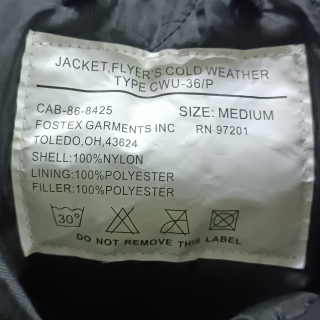 JACKET,FLYER'S COLD WEATHER
TYPE CWU-36/P
CAB-86-8425 SIZE: MEDIUM
FOSTEX GARMENTS INC RN 97201
TOLEDO,OH,43624
SHELL:100%NYLON
LINING:100%POLYESTER
FILLER:100%POLYESTER
30°
DO NOT REMOVE THIS LABEL